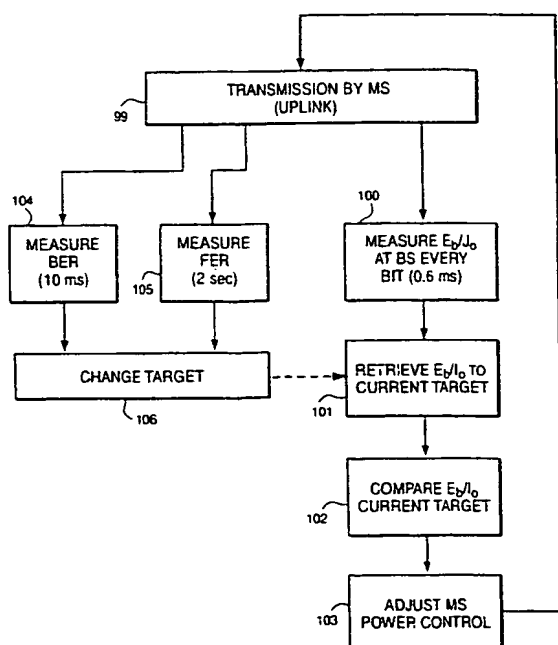 TRANSMISSION BY MS
(UPLINK)
99
104
MEASURE
BER
(10 ms)
105
MEASURE
FER
(2 sec)
100
MEASURE Eb/Jo
AT BS EVERY
BIT (0.6 ms)
CHANGE TARGET
106
RETRIEVE Eb/Io TO
CURRENT TARGET
101
COMPARE Eb/Io
CURRENT TARGET
102
ADJUST MS
POWER CONTROL
103